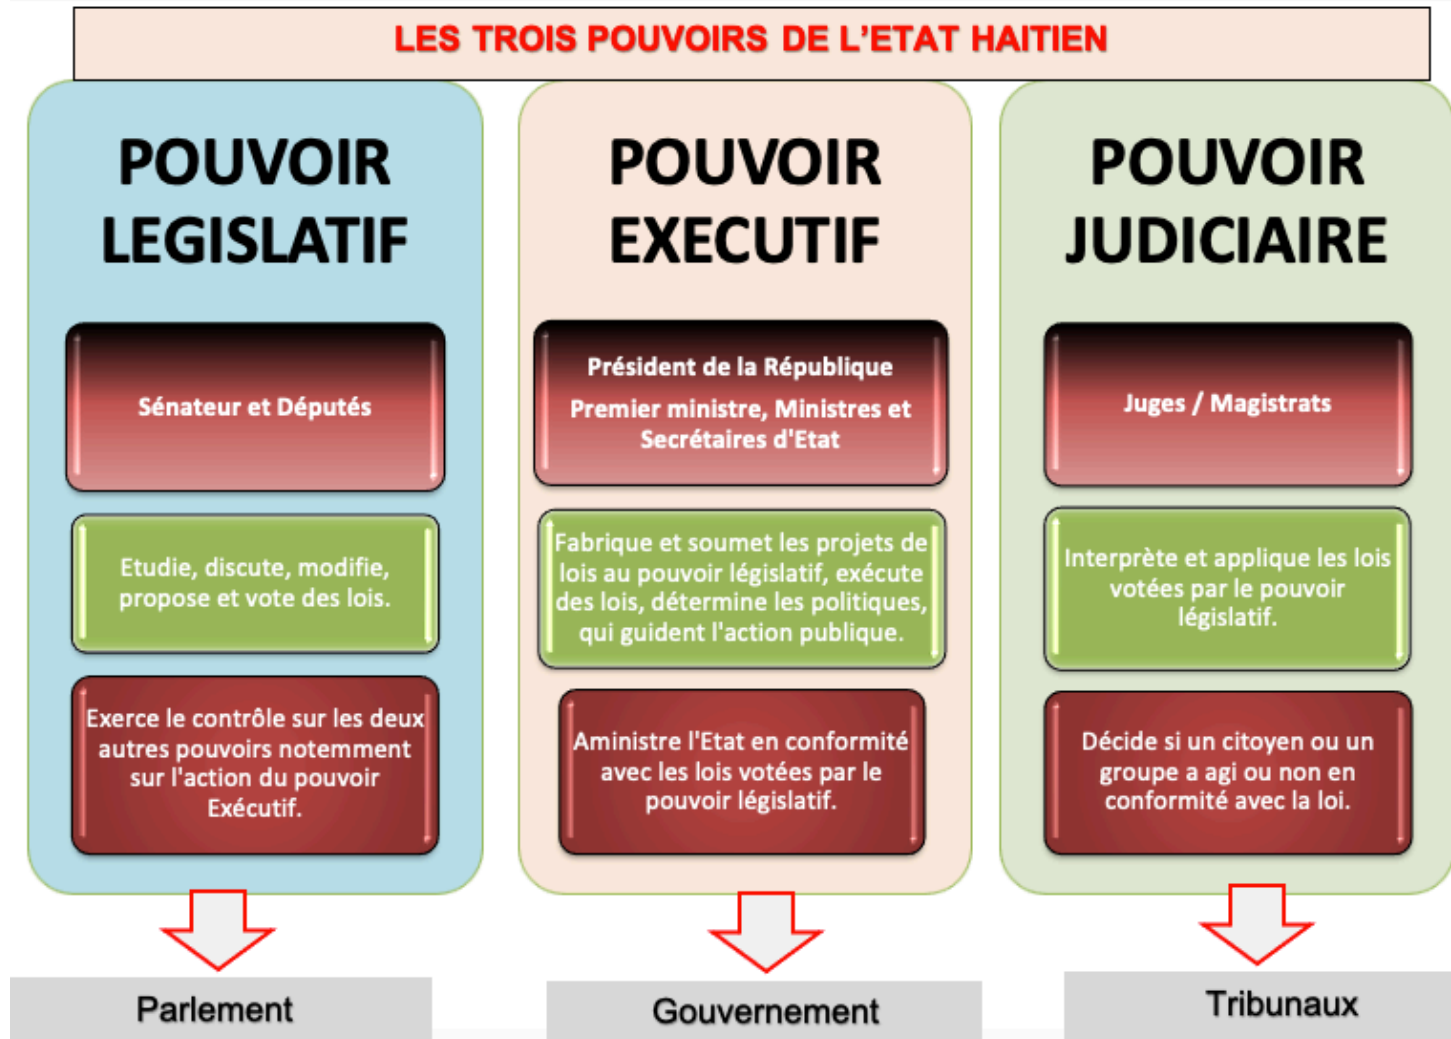 LES TROIS POUVOIRS DE L'ETAT HAITIEN
POUVOIR
LEGISLATIF
Sénateur et Députés
Etudie, discute, modifie,
propose et vote des lois.
Exerce le contrôle sur les deux
autres pouvoirs notemment
sur l'action du pouvoir
Exécutif.
Parlement
POUVOIR
EXECUTIF
Président de la République
Premier ministre, Ministres et
Secrétaires d'Etat
Fabrique et soumet les projets de
lois au pouvoir législatif, exécute
des lois, détermine les politiques,
qui guident l'action publique.
Aministre l'Etat en conformité
avec les lois votées par le
pouvoir législatif.
Gouvernement
POUVOIR
JUDICIAIRE
Juges / Magistrats
Interprète et applique les lois
votées par le pouvoir
législatif.
Décide si un citoyen ou un
groupe a agi ou non en
conformité avec la loi.
Tribunaux